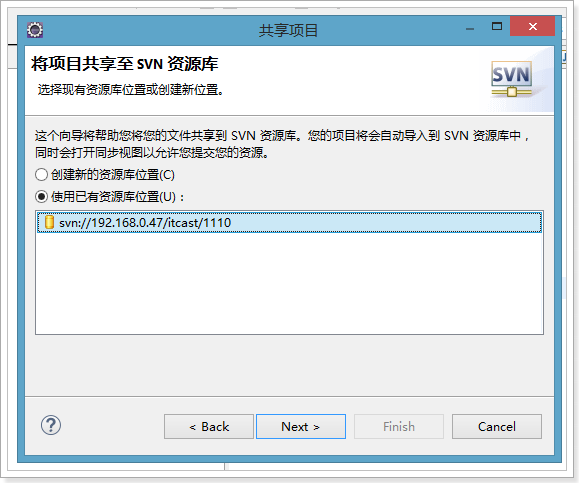 共享项目
将项目共享至 SVN 资源库
选择现有资源库位置或创建新位置。
SVN
这个向导将帮助您将您的文件共享到 SVN 资源库。您的项目将会自动导入到 SVN 资源库中，
同时会打开同步视图以允许您提交您的资源。
创建新的资源库位置(C)
使用已有资源库位置(U)：
svn://192.168.0.47/itcast/1110
?
< Back
Next >
Finish
Cancel